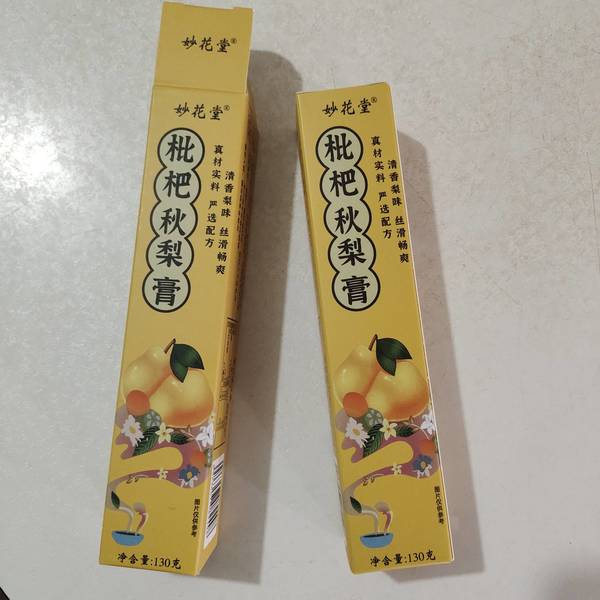 妙花堂®
妙花堂®
枇杷秋梨膏
清香梨味 丝滑畅爽
真材实料 严选配方
图片仅供参考
净含量:130克
妙花堂®
枇杷秋梨膏
清香梨味 丝滑畅爽
真材实料 严选配方
图片仅供参考
净含量:130克